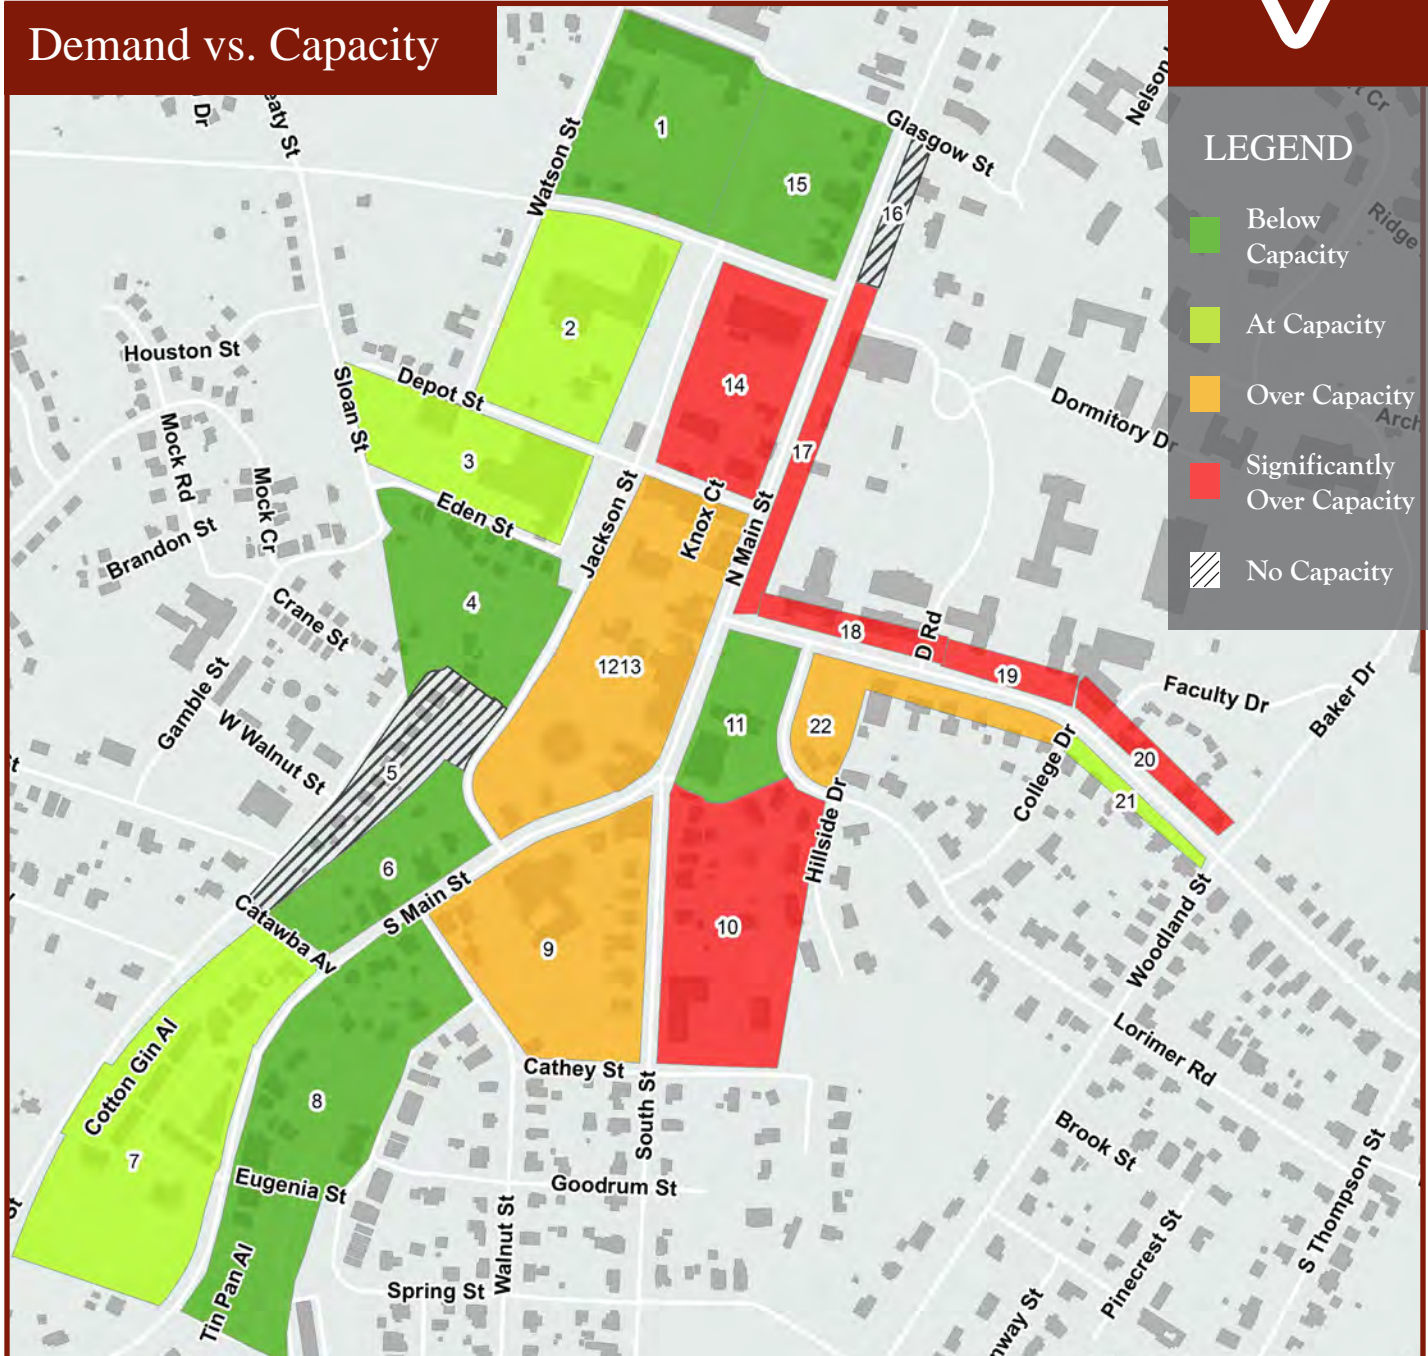 Demand vs. Capacity
LEGEND
Below
Capacity
At Capacity
Over Capacity
Significantly
Over Capacity
No Capacity
Dr
Watson St
Glasgow St
Houston St
Sloan St
Depot St
Mock Rd
Mock Cr
Eden St
Brandon St
Crane St
Jackson St
Knox Ct
N Main St
Dormitory Dr
D Rd
Faculty Dr
Baker Dr
Gamble St
W Walnut St
College Dr
Hillside Dr
Woodland St
Catawba Av
S Main St
Cotton Gin Al
Cathey St
South St
Lorimer Rd
Brook St
Eugenia St
Goodrum St
Walnut St
Spring St
Tin Pan Al
Pinecrest St
S Thompson St
Ridge
1
15
16
2
14
17
3
4
18
19
1213
11
22
20
21
5
6
9
10
8
7